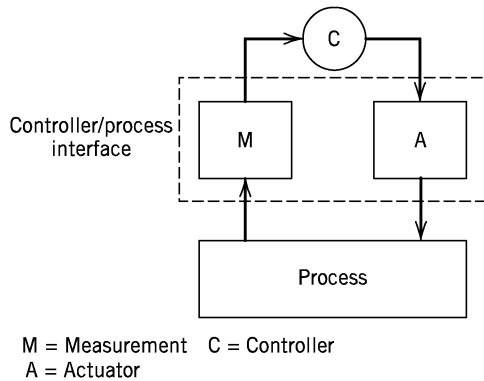 C
Controller/process
interface
M
A
Process
M = Measurement C = Controller
A = Actuator